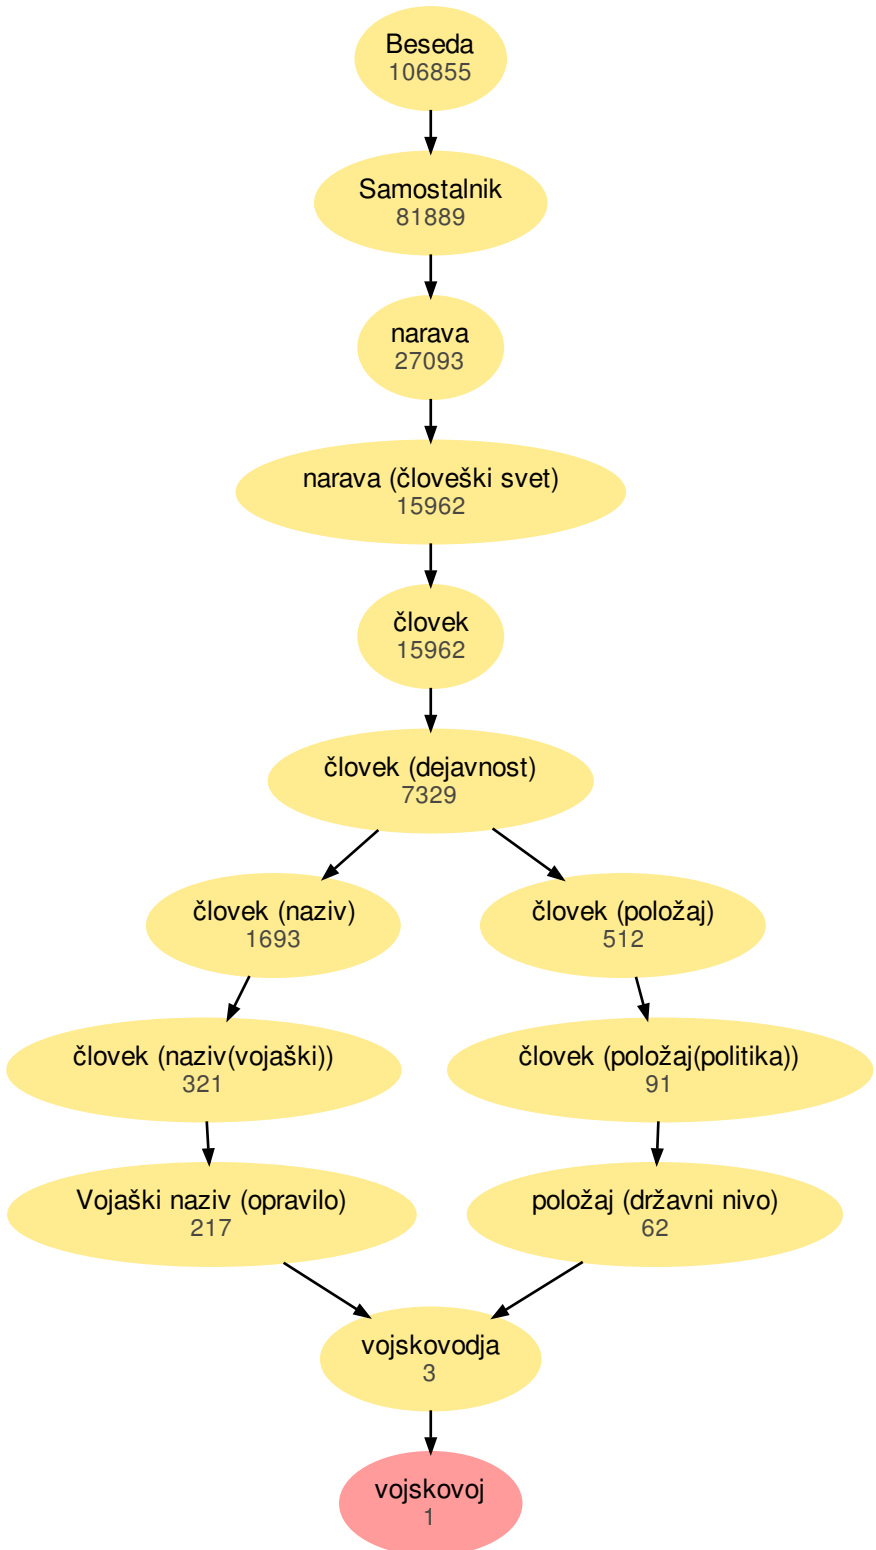 Beseda
106855
Samostalnik
81889
narava
27093
narava (človeški svet)
15962
človek
15962
človek (dejavnost)
7329
človek (naziv)
1693
človek (položaj)
512
človek (naziv(vojaški))
321
človek (položaj(politika))
91
Vojaški naziv (opravilo)
217
položaj (državni nivo)
62
vojskovodja
3
vojskovoj
1